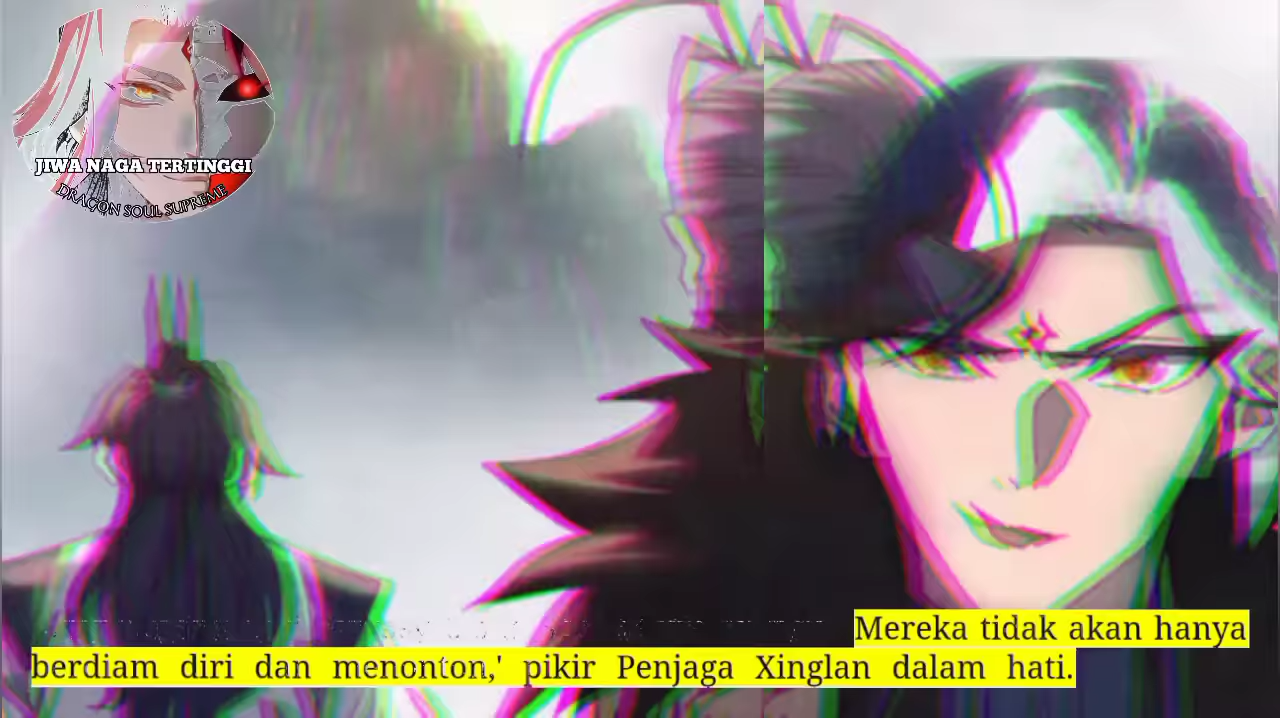 JIWA NAGA TERTINGGI
DRAGON SOUL SUPREME
Mereka tidak akan hanya
berdiam diri dan menonton,' pikir Penjaga Xinglan dalam hati.